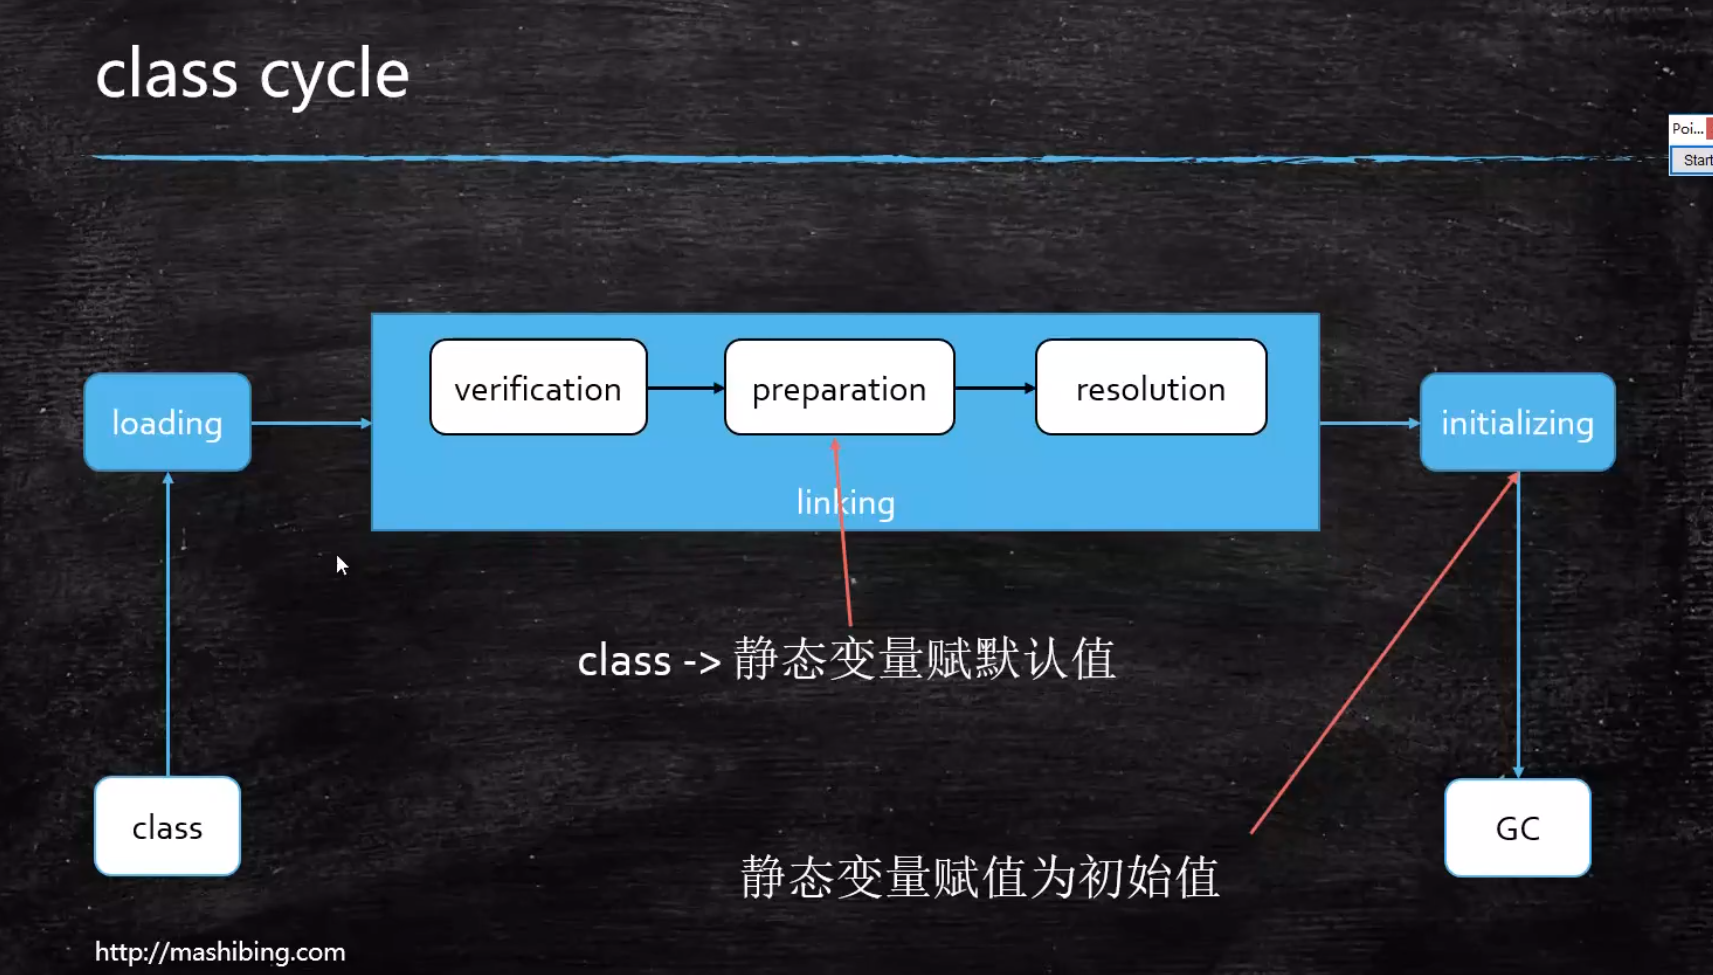 class cycle
Poi...
Start
verification
preparation
resolution
loading
initializing
linking
class -> 静态变量赋默认值
class
GC
静态变量赋值为初始值
http://mashibing.com